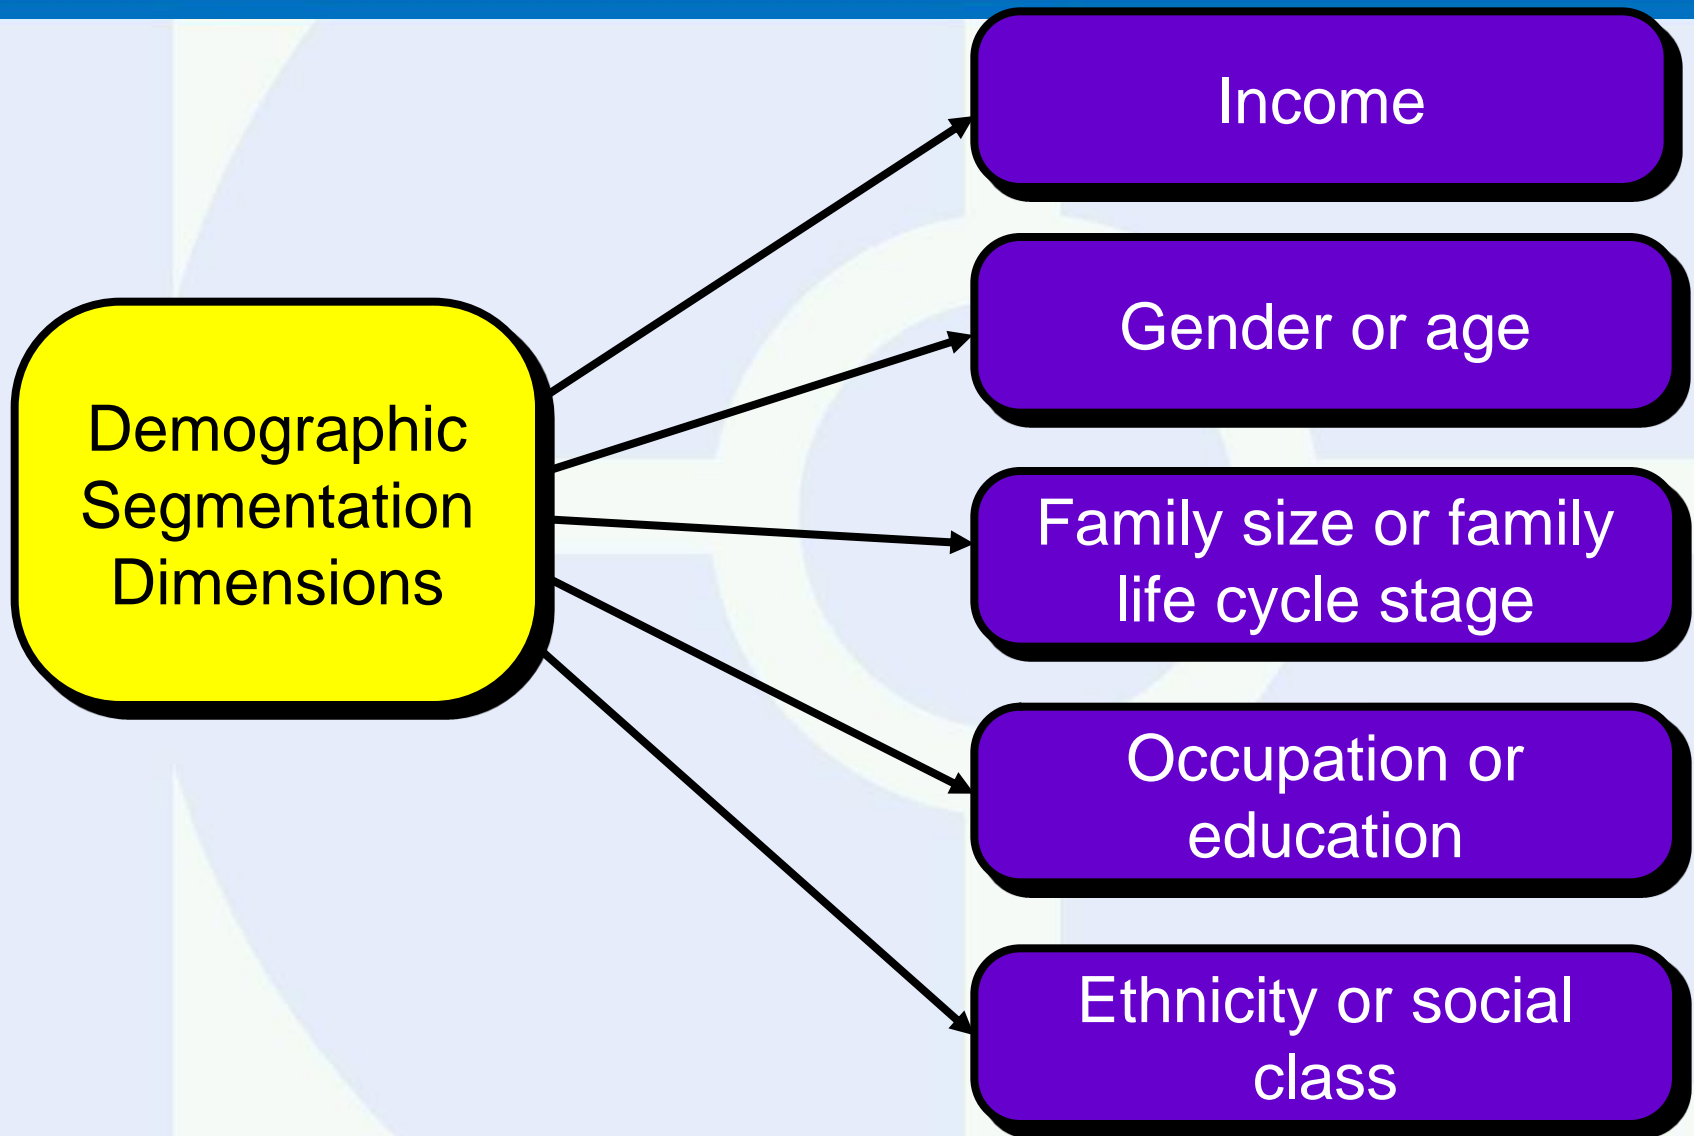 Income
Gender or age
Demographic
Segmentation
Dimensions
Family size or family
life cycle stage
Occupation or
education
Ethnicity or social
class